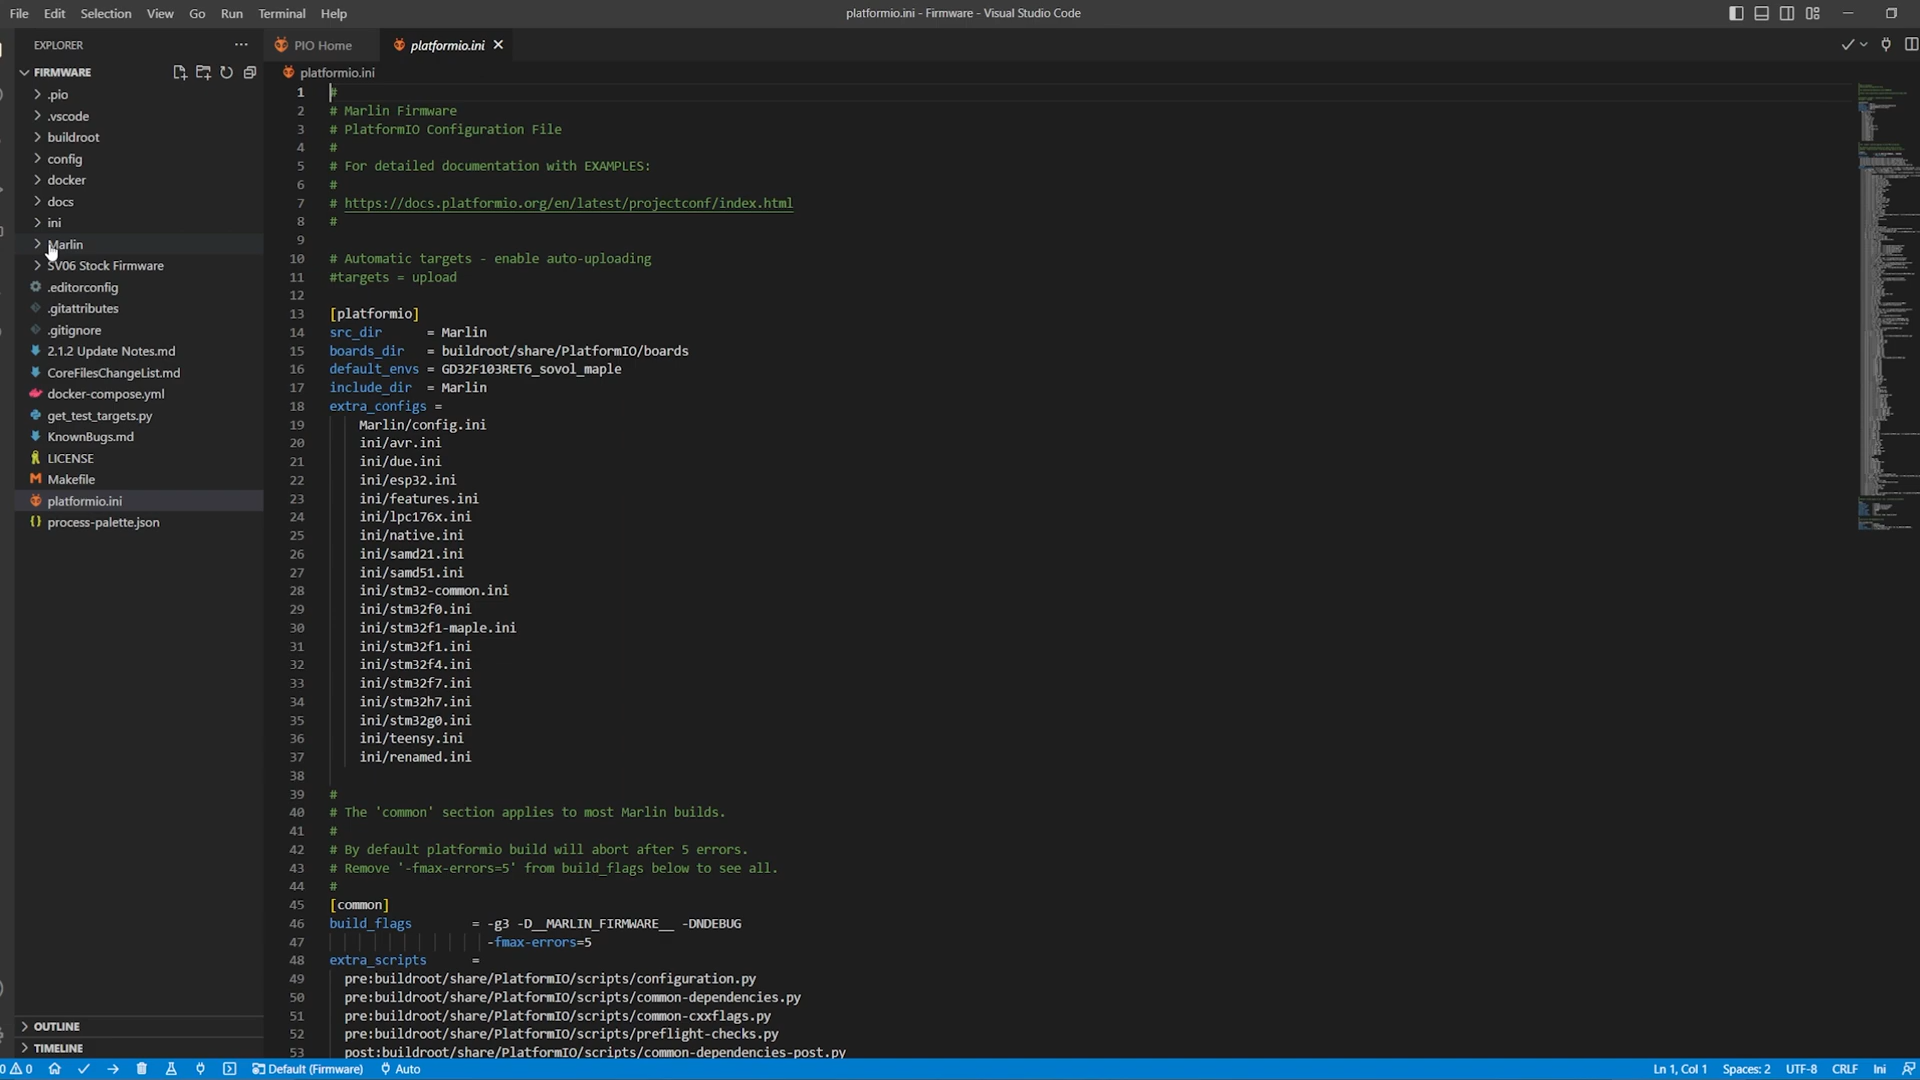 File Edit Selection View Go Run Terminal Help
platformio.ini - Firmware - Visual Studio Code
EXPLORER
PIO Home
platformio.ini
FIRMWARE
.pio
.vscode
buildroot
config
docker
docs
ini
Marlin
SV06 Stock Firmware
.editorconfig
.gitattributes
.gitignore
2.1.2 Update Notes.md
CoreFilesChangeList.md
docker-compose.yml
get_test_targets.py
KnownBugs.md
LICENSE
Makefile
platformio.ini
process-palette.json
OUTLINE
TIMELINE
platformio.ini
1 #
2 # Marlin Firmware
3 # PlatformIO Configuration File
4 #
5 # For detailed documentation with EXAMPLES:
6 #
7 # https://docs.platformio.org/en/latest/projectconf/index.html
8 #
9
10 # Automatic targets - enable auto-uploading
11 #targets = upload
12
13 [platformio]
14 src_dir = Marlin
15 boards_dir = buildroot/share/PlatformIO/boards
16 default_envs = GD32F103RET6_sovol_maple
17 include_dir = Marlin
18 extra_configs =
19 Marlin/config.ini
20 ini/avr.ini
21 ini/due.ini
22 ini/esp32.ini
23 ini/features.ini
24 ini/lpc176x.ini
25 ini/native.ini
26 ini/samd21.ini
27 ini/samd51.ini
28 ini/stm32-common.ini
29 ini/stm32f0.ini
30 ini/stm32f1-maple.ini
31 ini/stm32f1.ini
32 ini/stm32f4.ini
33 ini/stm32f7.ini
34 ini/stm32h7.ini
35 ini/stm32g0.ini
36 ini/teensy.ini
37 ini/renamed.ini
38
39 #
40 # The 'common' section applies to most Marlin builds.
41 #
42 # By default platformio build will abort after 5 errors.
43 # Remove '-fmax-errors=5' from build_flags below to see all.
44 #
45 [common]
46 build_flags = -g3 -D__MARLIN_FIRMWARE__ -DNDEBUG
47 -fmax-errors=5
48 extra_scripts =
49 pre:buildroot/share/PlatformIO/scripts/configuration.py
50 pre:buildroot/share/PlatformIO/scripts/common-dependencies.py
51 pre:buildroot/share/PlatformIO/scripts/common-cxxflags.py
52 pre:buildroot/share/PlatformIO/scripts/preflight-checks.py
53 post:buildroot/share/PlatformIO/scripts/common-dependencies-post.py
0 0 Default (Firmware) Auto
Ln 1, Col 1 Spaces: 2 UTF-8 CRLF Ini